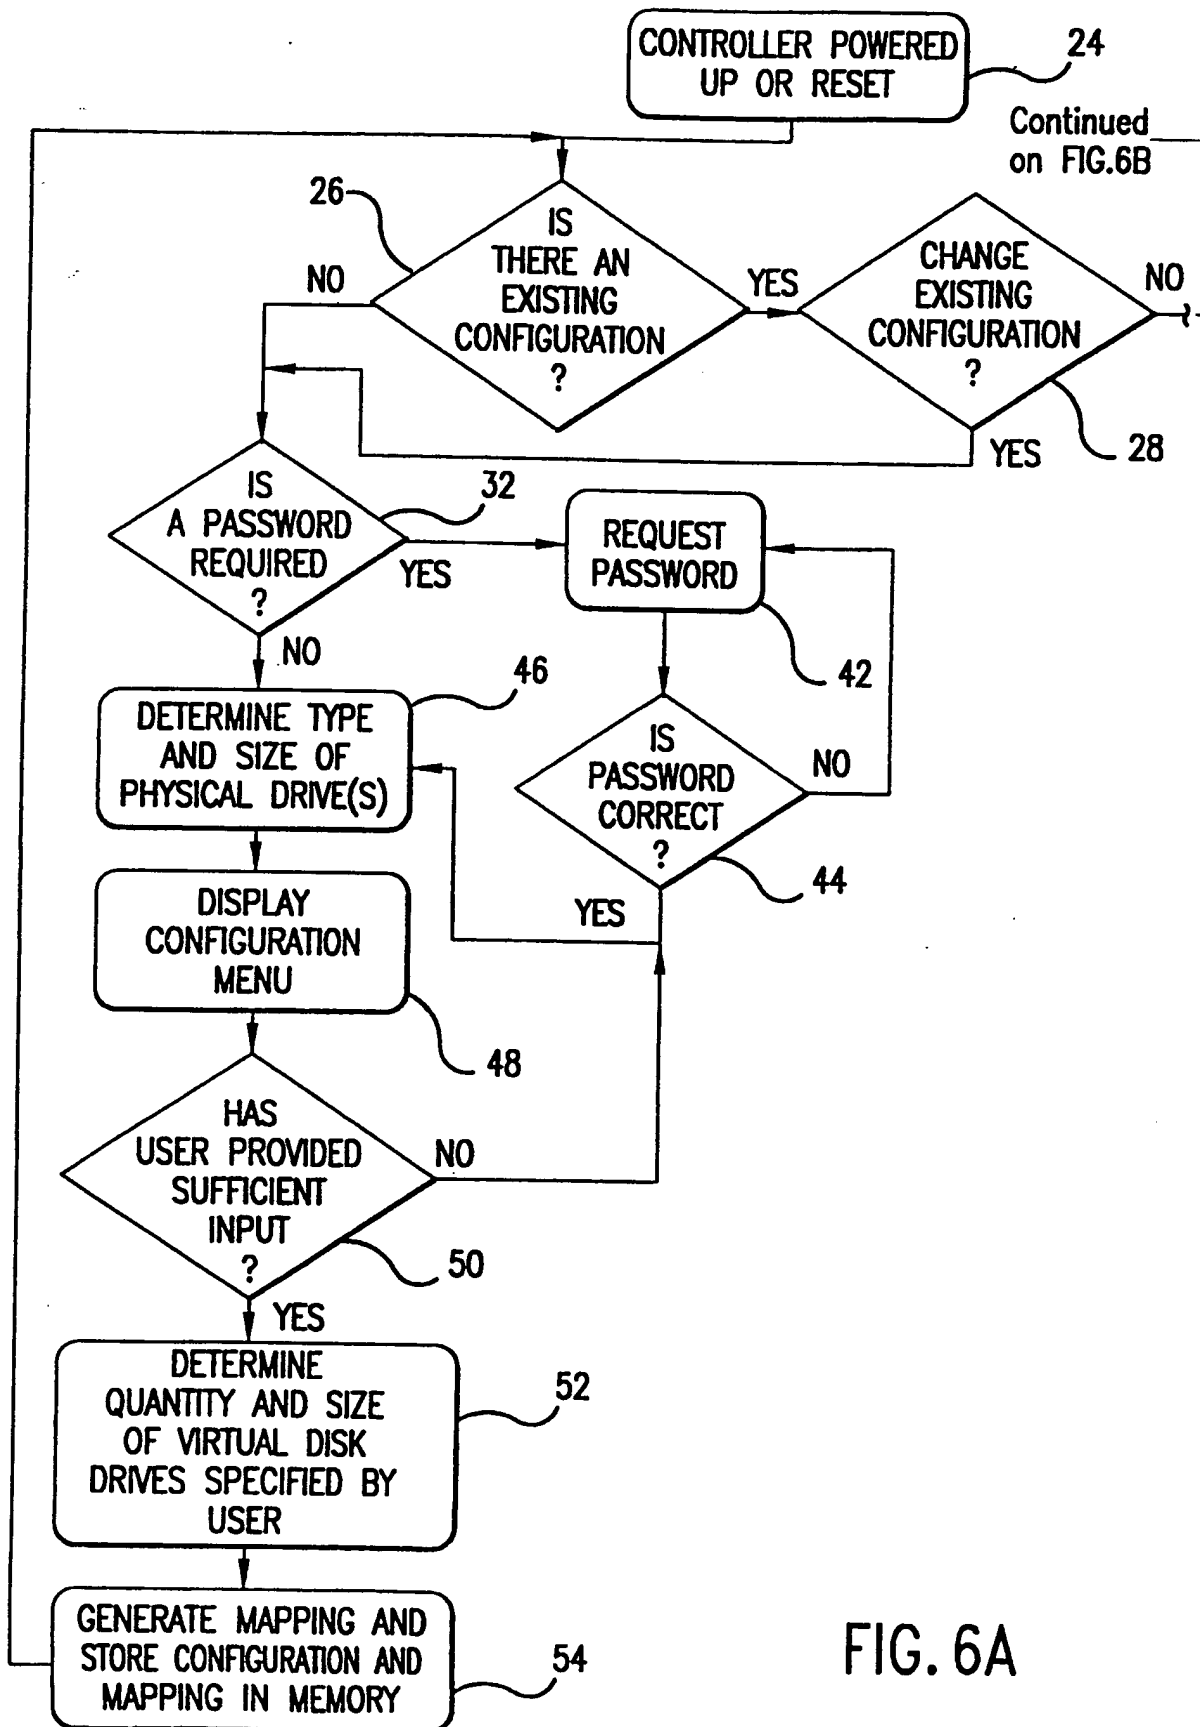 CONTROLLER POWERED
UP OR RESET
24
Continued
on FIG.6B
26
IS
THERE AN
EXISTING
CONFIGURATION
?
NO
YES
CHANGE
EXISTING
CONFIGURATION
?
NO
YES
28
IS
A PASSWORD
REQUIRED
?
32
YES
NO
REQUEST
PASSWORD
42
IS
PASSWORD
CORRECT
?
NO
44
YES
46
DETERMINE TYPE
AND SIZE OF
PHYSICAL DRIVE(S)
DISPLAY
CONFIGURATION
MENU
48
HAS
USER PROVIDED
SUFFICIENT
INPUT
?
NO
50
YES
DETERMINE
QUANTITY AND SIZE
OF VIRTUAL DISK
DRIVES SPECIFIED BY
USER
52
GENERATE MAPPING AND
STORE CONFIGURATION AND
MAPPING IN MEMORY
54
FIG. 6A